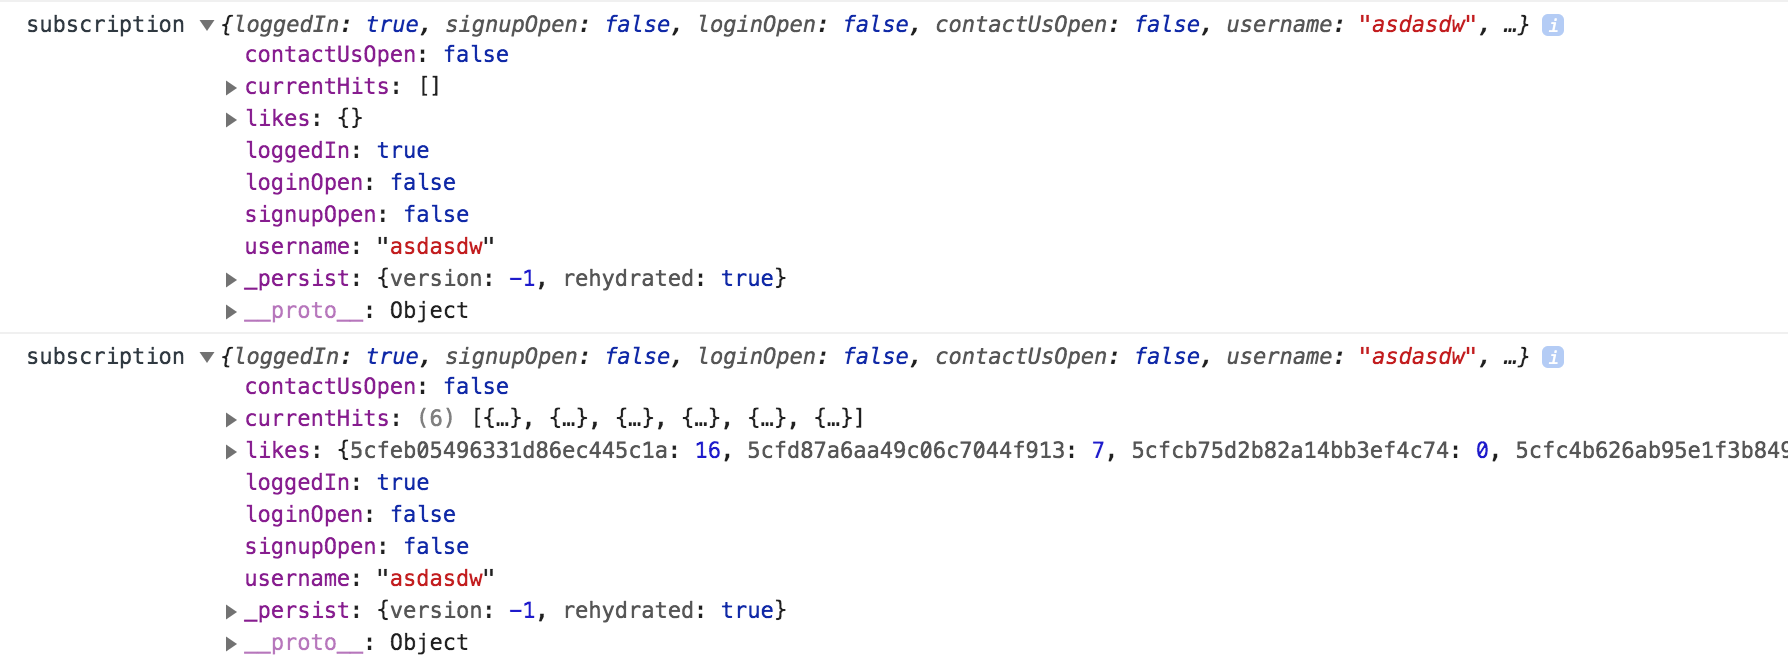 subscription ▼{loggedIn: true, signupOpen: false, loginOpen: false, contactUsOpen: false, username: "asdasdw", …} i
contactUsOpen: false
▶currentHits: []
▶likes: {}
loggedIn: true
loginOpen: false
signupOpen: false
username: "asdasdw"
▶_persist: {version: -1, rehydrated: true}
▶__proto__: Object
subscription ▼{loggedIn: true, signupOpen: false, loginOpen: false, contactUsOpen: false, username: "asdasdw", …} i
contactUsOpen: false
▶currentHits: (6) [{…}, {…}, {…}, {…}, {…}, {…}]
▶likes: {5cfeb05496331d86ec445c1a: 16, 5cfd87a6aa49c06c7044f913: 7, 5cfcb75d2b82a14bb3ef4c74: 0, 5cfc4b626ab95e1f3b849
loggedIn: true
loginOpen: false
signupOpen: false
username: "asdasdw"
▶_persist: {version: -1, rehydrated: true}
▶__proto__: Object